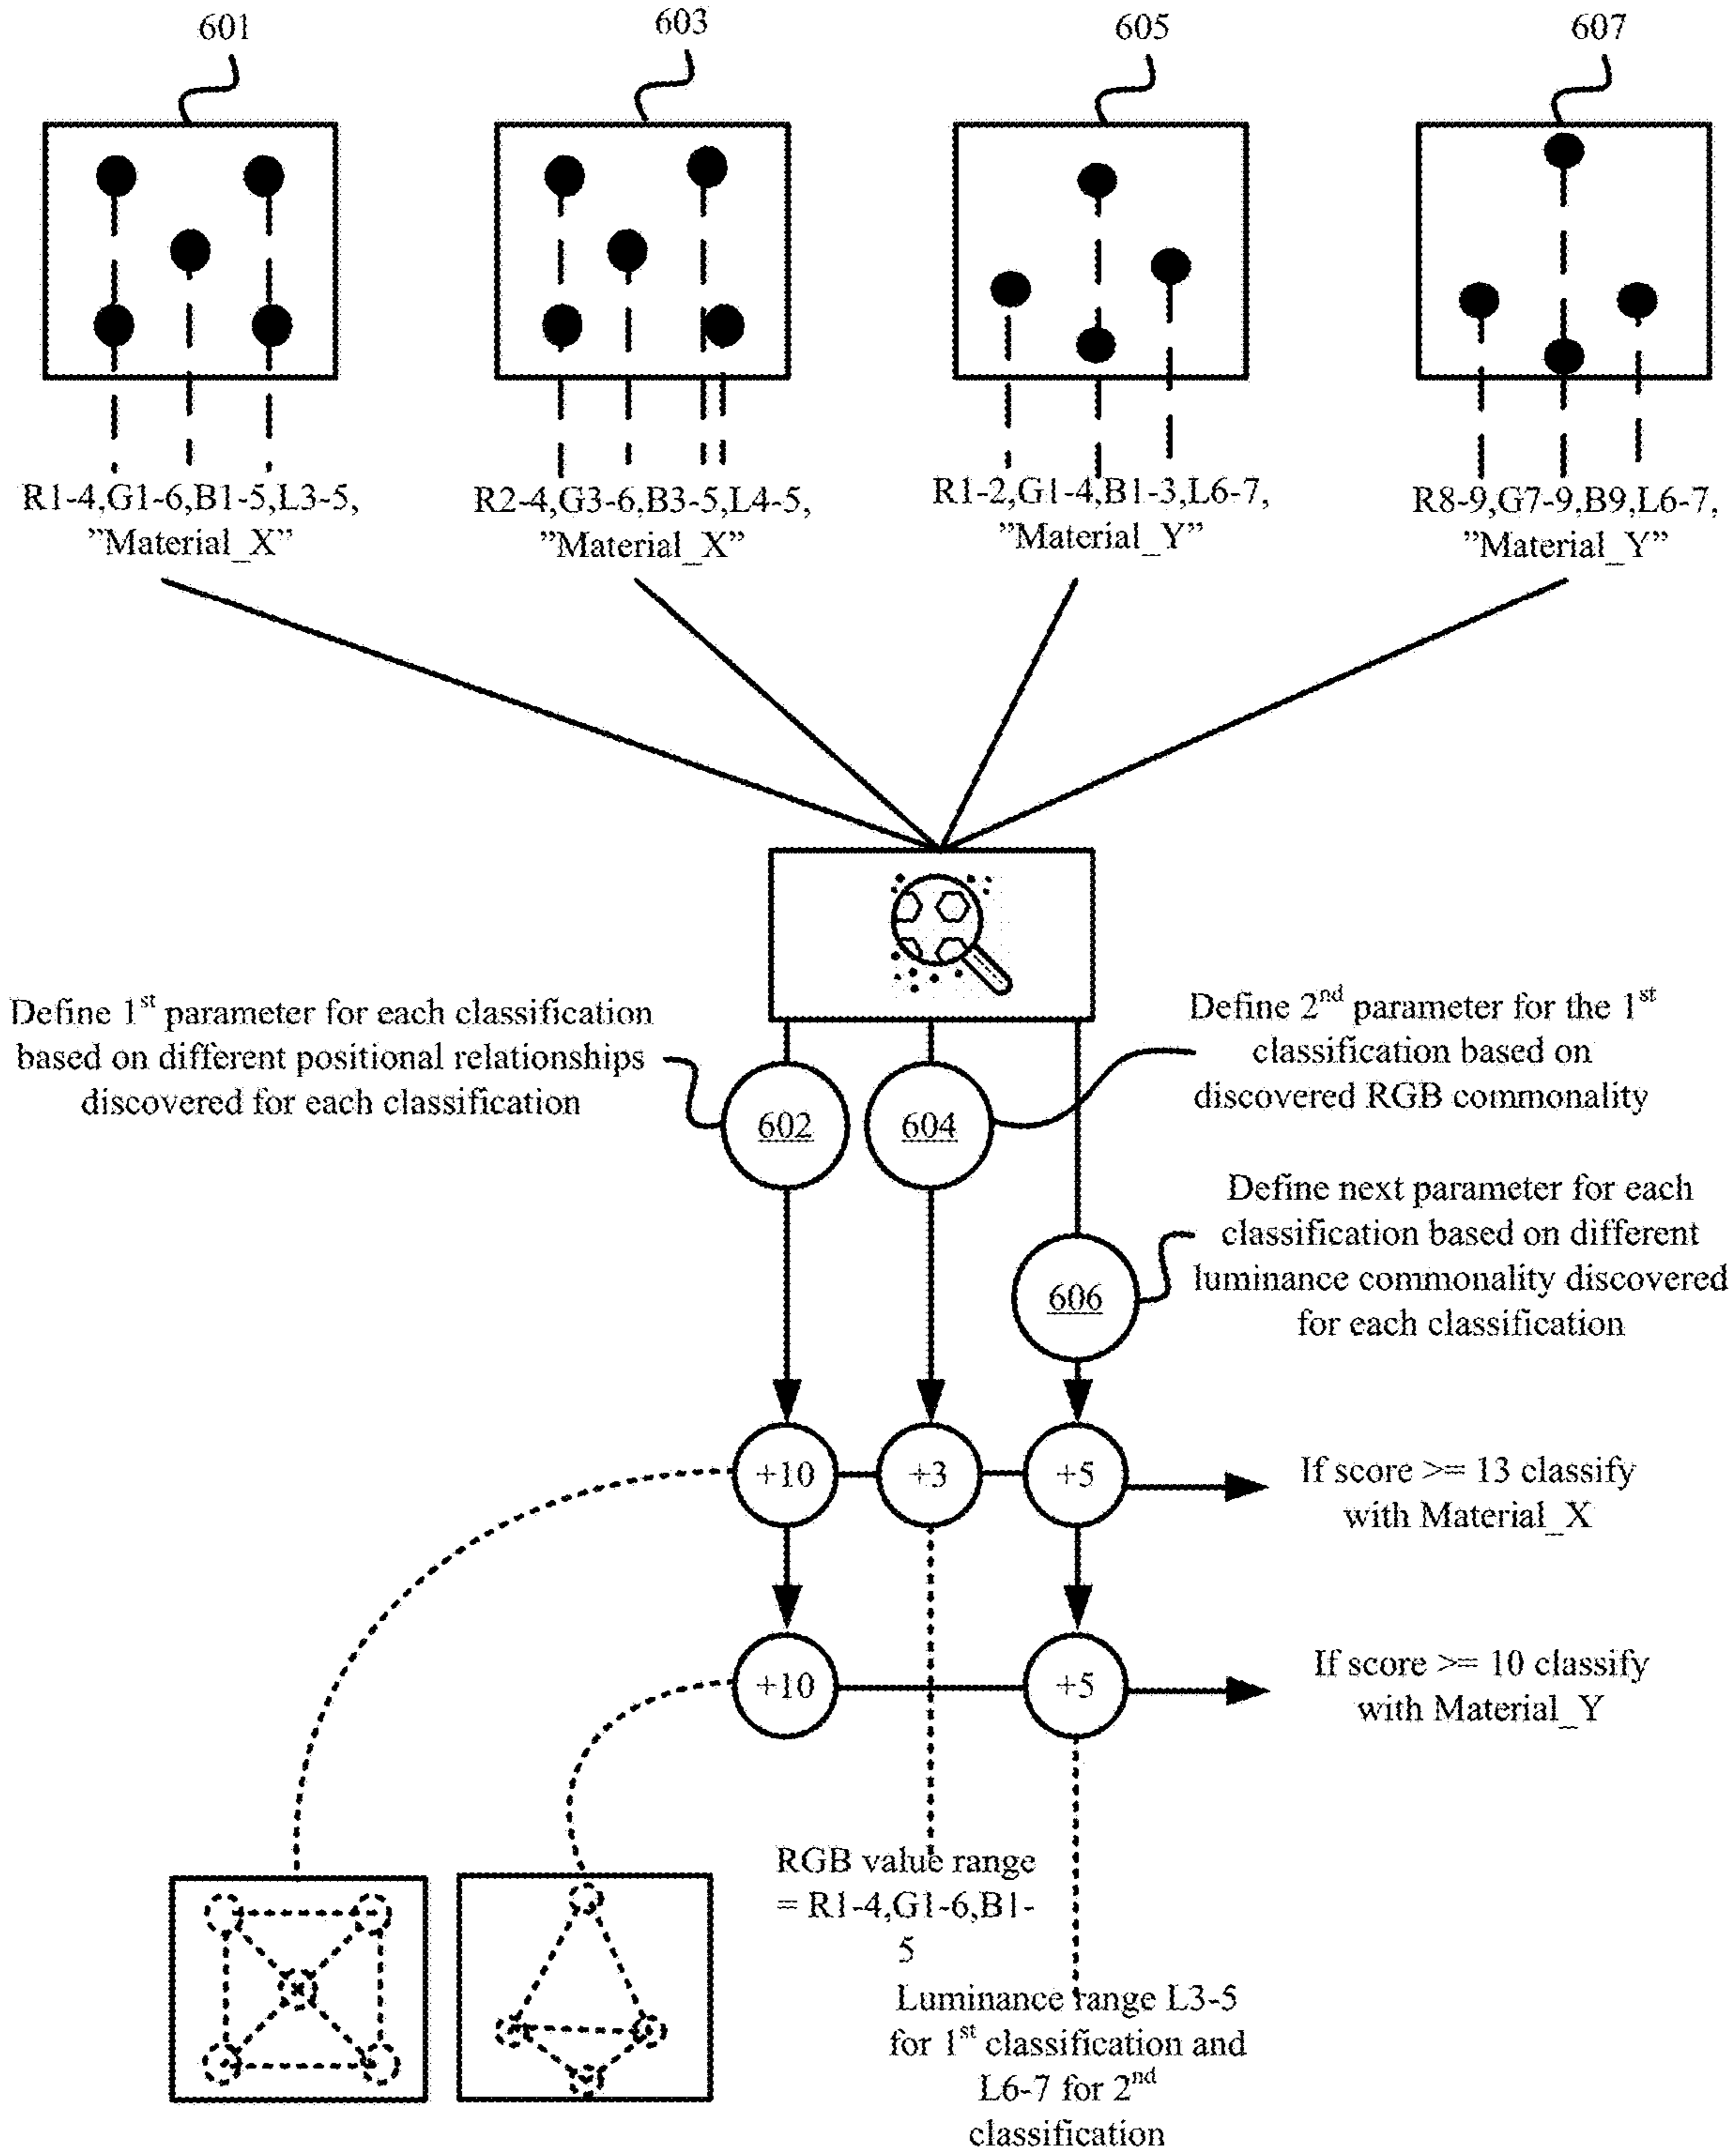 601
603
605
607
R1-4,G1-6,B1-5,L3-5,
”Material_X”
R2-4,G3-6,B3-5,L4-5,
”Material_X”
R1-2,G1-4,B1-3,L6-7,
”Material_Y”
R8-9,G7-9,B9,L6-7,
”Material_Y”
Define 1st parameter for each classification
based on different positional relationships
discovered for each classification
Define 2nd parameter for the 1st
classification based on
discovered RGB commonality
602
604
Define next parameter for each
classification based on different
luminance commonality discovered
for each classification
606
+10
+3
+5
If score >= 13 classify
with Material_X
+10
+5
If score >= 10 classify
with Material_Y
RGB value range
= R1-4,G1-6,B1-
5
Luminance range L3-5
for 1st classification and
L6-7 for 2nd
classification